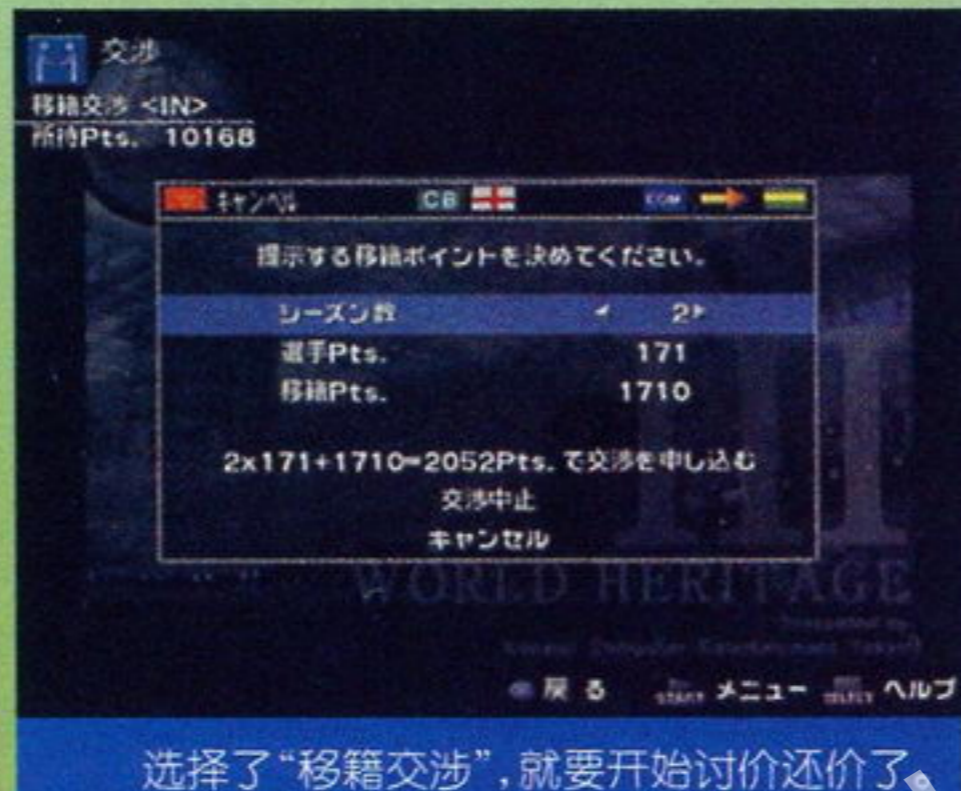 交渉
移籍交渉 <IN>
所持Pts. 10168
CB COM
提示する移籍ポイントを決めてください。
シーズン数 2
選手Pts. 171
移籍Pts. 1710
2x171+1710=2052Pts. で交渉を申し込む
交渉中止
キャンセル
III
WORLD HERITAGE
戻る START メニュー SELECT ヘルプ
选择了“移籍交涉”,就要开始讨价还价了